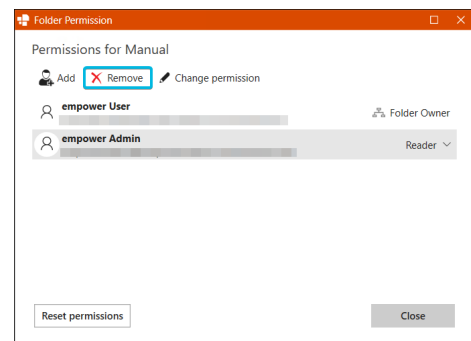 Folder Permission
Permissions for Manual
Add Remove Change permission
empower User
Folder Owner
empower Admin
Reader
Reset permissions Close